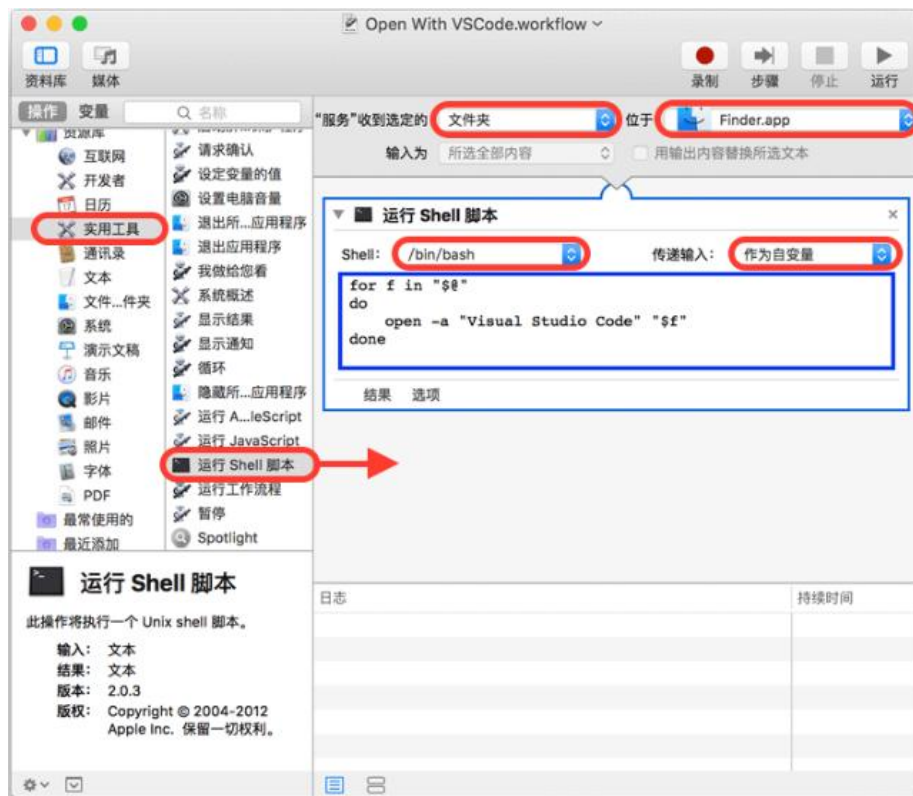 Open With VSCode.workflow
资料库 媒体 录制 步骤 停止 运行
操作 变量 名称
“服务”收到选定的 文件夹 位于 Finder.app
输入为 所选全部内容 用输出内容替换所选文本
资源库
互联网
开发者
日历
实用工具
通讯录
文本
文件...件夹
系统
演示文稿
音乐
影片
邮件
照片
字体
PDF
最常使用的
最近添加
请求确认
设定变量的值
设置电脑音量
退出所...应用程序
退出应用程序
我做给您看
系统概述
显示结果
显示通知
循环
隐藏所...应用程序
运行 A...leScript
运行 JavaScript
运行 Shell 脚本
运行工作流程
暂停
Spotlight
运行 Shell 脚本
Shell: /bin/bash 传递输入: 作为自变量
for f in "$@"
do
    open -a "Visual Studio Code" "$f"
done
结果 选项
运行 Shell 脚本
此操作将执行一个 Unix shell 脚本。
输入: 文本
结果: 文本
版本: 2.0.3
版权: Copyright © 2004-2012
Apple Inc. 保留一切权利。
日志 持续时间